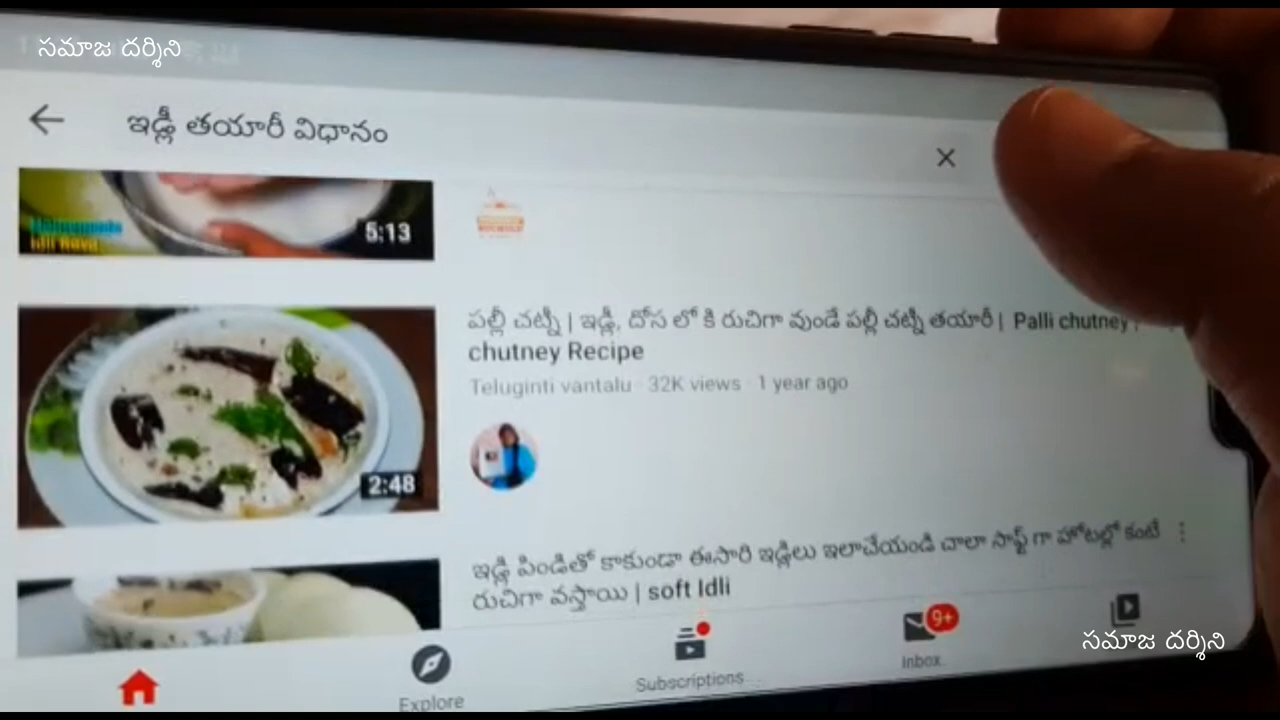 సమాజ దర్శిని
ఇడ్లీ తయారీ విధానం
5:13
Idli Rava
పల్లీ చట్నీ | ఇడ్లీ, దోస లో కి రుచిగా వుండే పల్లీ చట్నీ తయారీ | Palli chutney
chutney Recipe
Teluginti vantalu · 32K views · 1 year ago
2:48
ఇడ్లి పిండితో కాకుండా ఈసారి ఇడ్లిలు ఇలాచేయండి చాలా సాఫ్ట్ గా హోటల్లో కంటే
రుచిగా వస్తాయి | soft Idli
9+
Explore
Subscriptions
Inbox
సమాజ దర్శిని